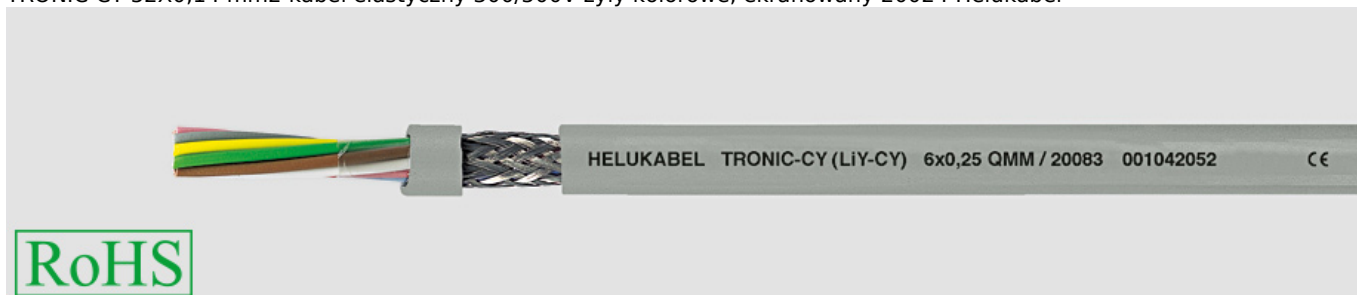 HELUKABEL TRONIC-CY (LiY-CY) 6x0,25 QMM / 20083 001042052 CE
RoHS